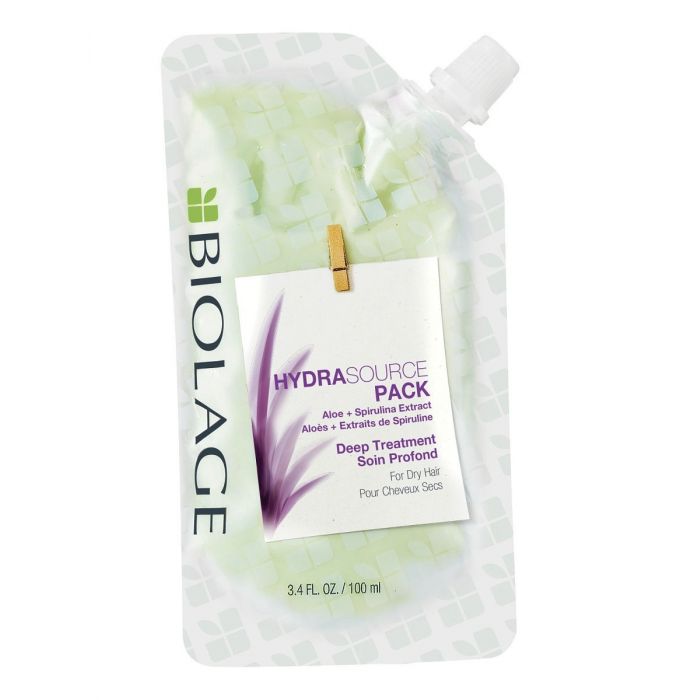 BIOLAGE
HYDRASOURCE
PACK
Aloe + Spirulina Extract
Aloès + Extraits de Spiruline
Deep Treatment
Soin Profond
For Dry Hair
Pour Cheveux Secs
3.4 FL. OZ. / 100 ml